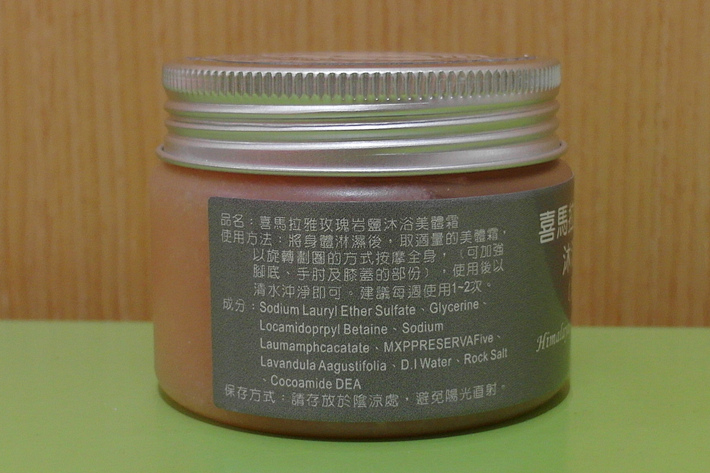 品名：喜馬拉雅玫瑰岩鹽沐浴美體霜
使用方法：將身體淋濕後，取適量的美體霜，
以旋轉劃圈的方式按摩全身，（可加強
腳底、手肘及膝蓋的部份），使用後以
清水沖淨即可。建議每週使用1~2次。
成分：Sodium Lauryl Ether Sulfate、Glycerine、
Locamidoprpyl Betaine、Sodium
Laumamphcacatate、MXPPRESERVAFive、
Lavandula Aagustifolia、D.I Water、Rock Salt
、Cocoamide DEA
保存方式：請存放於陰涼處，避免陽光直射。
喜馬拉
沐